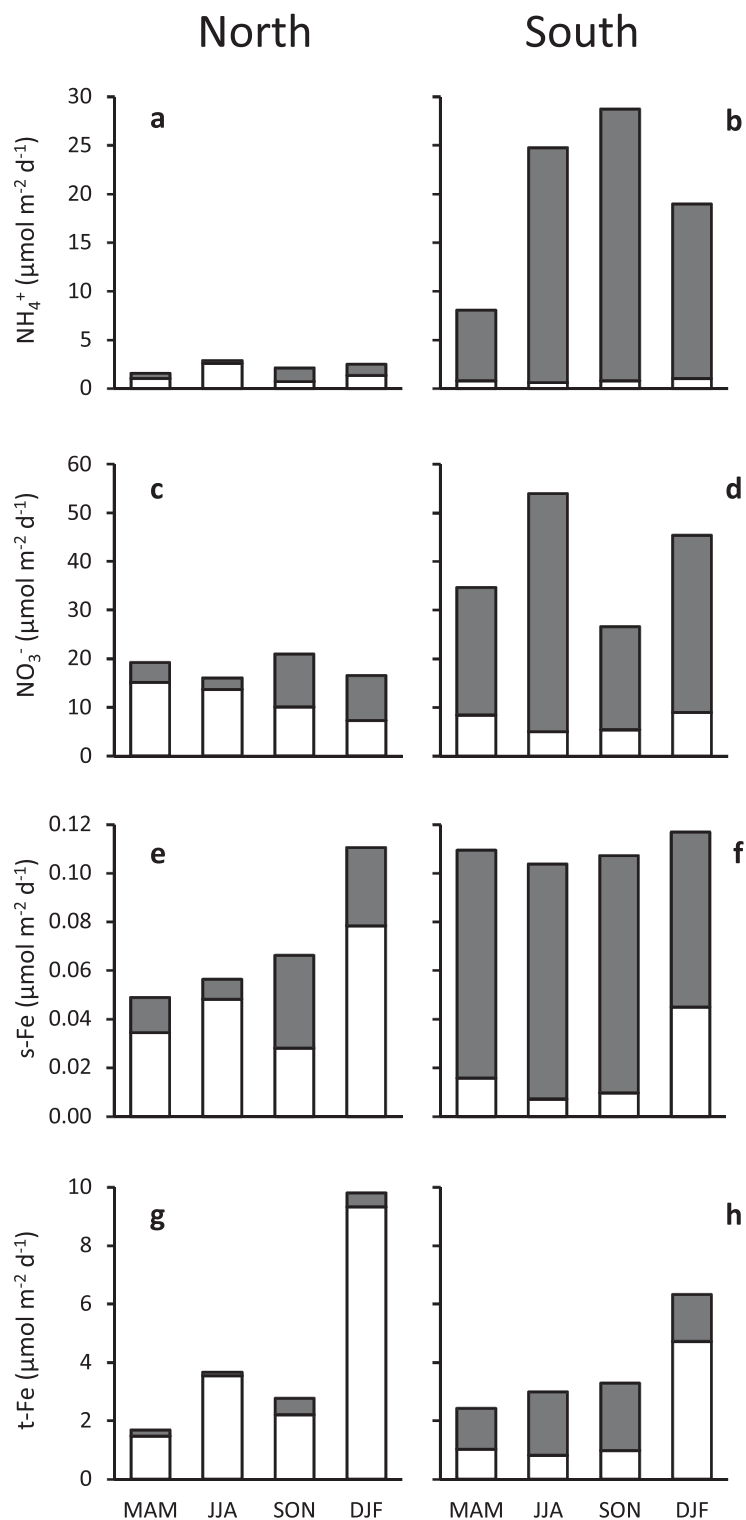 North South
a
b
NH₄⁺ (µmol m⁻² d⁻¹)
30
25
20
15
10
5
0
c
d
NO₃⁻ (µmol m⁻² d⁻¹)
60
50
40
30
20
10
0
e
f
s-Fe (µmol m⁻² d⁻¹)
0.12
0.10
0.08
0.06
0.04
0.02
0.00
g
h
t-Fe (µmol m⁻² d⁻¹)
10
8
6
4
2
0
MAM JJA SON DJF MAM JJA SON DJF